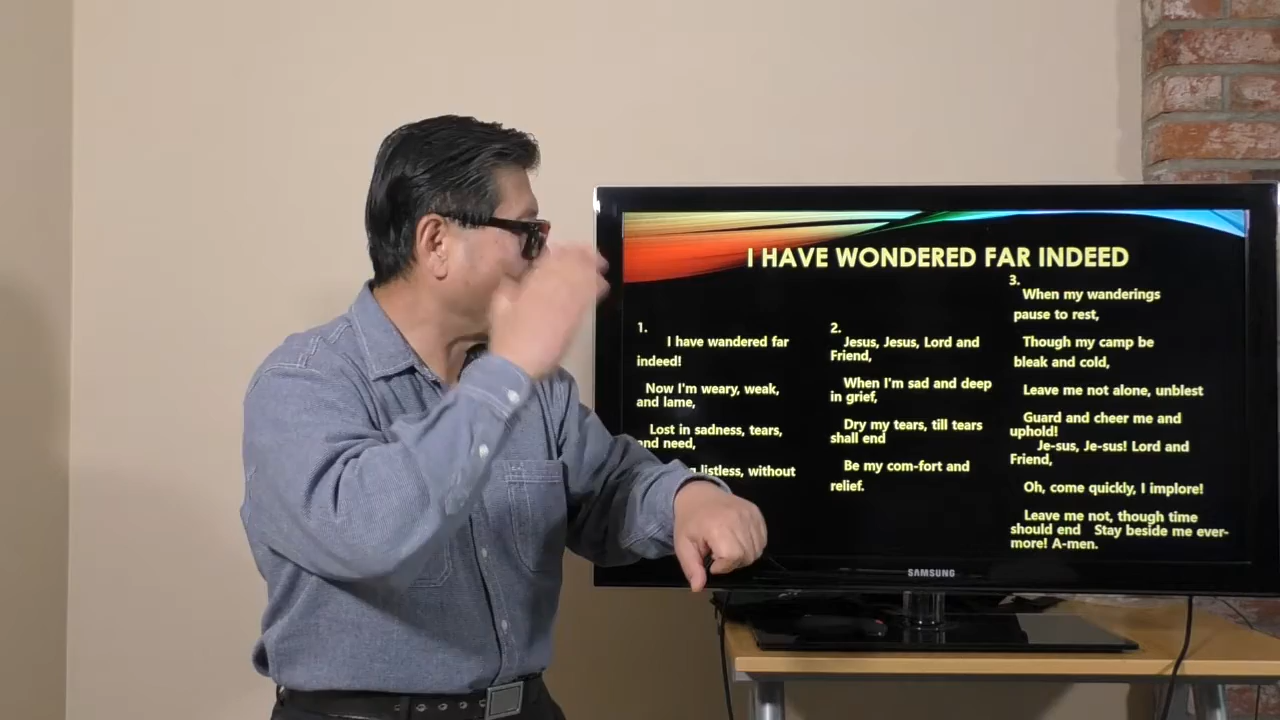 I HAVE WONDERED FAR INDEED
1.
I have wandered far
indeed!
Now I'm weary, weak,
and lame,
Lost in sadness, tears,
and need,
listless, without
2.
Jesus, Jesus, Lord and
Friend,
When I'm sad and deep
in grief,
Dry my tears, till tears
shall end
Be my com-fort and
relief.
3.
When my wanderings
pause to rest,
Though my camp be
bleak and cold,
Leave me not alone, unblest
Guard and cheer me and
uphold!
Je-sus, Je-sus! Lord and
Friend,
Oh, come quickly, I implore!
Leave me not, though time
should end Stay beside me ever-
more! A-men.
SAMSUNG